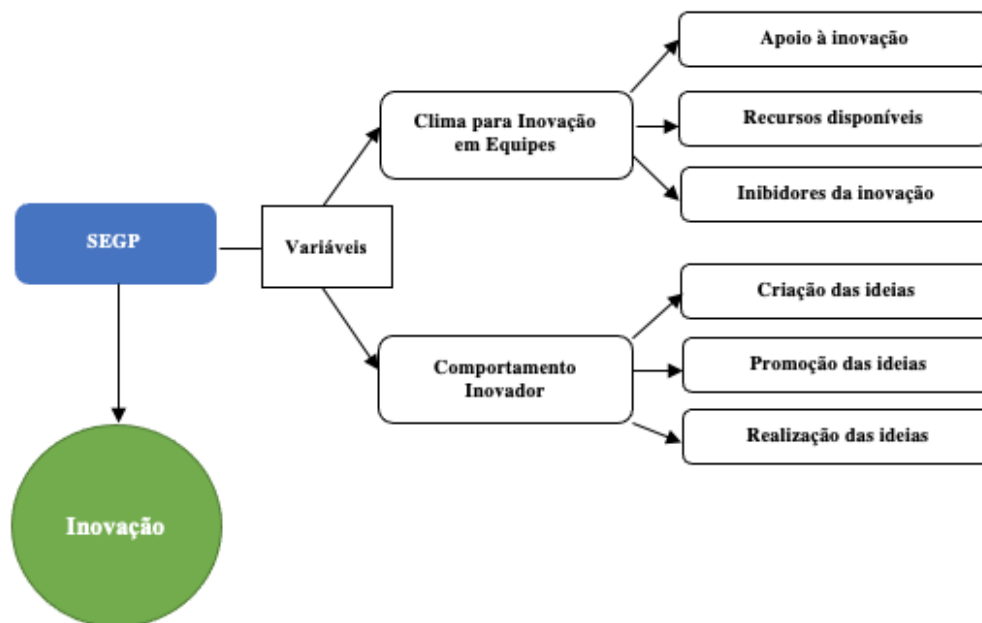 Apoio à inovação
Clima para Inovação
em Equipes
Recursos disponíveis
Inibidores da inovação
SEGP
Variáveis
Criação das ideias
Comportamento
Inovador
Promoção das ideias
Realização das ideias
Inovação